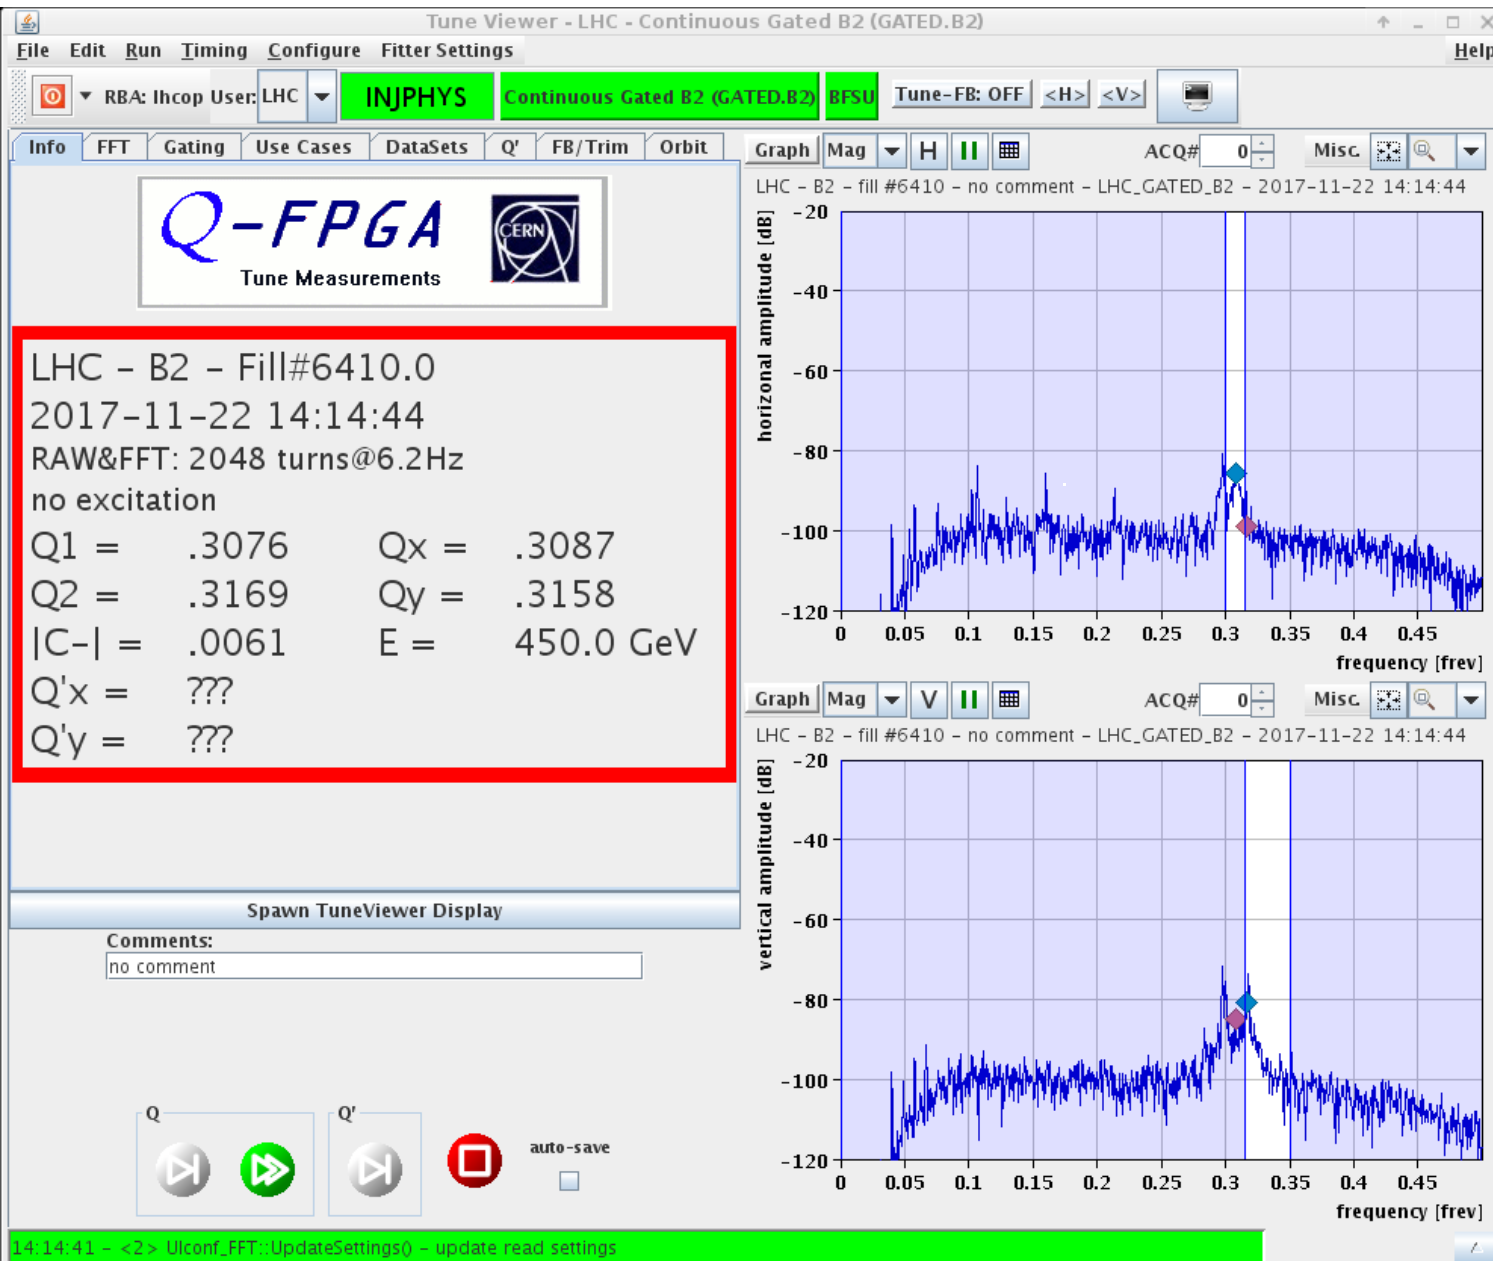 Tune Viewer - LHC - Continuous Gated B2 (GATED.B2)
File Edit Run Timing Configure Fitter Settings Help
RBA: lhcop User: LHC INJPHYS Continuous Gated B2 (GATED.B2) BFSU Tune-FB: OFF <H> <V>
Info FFT Gating Use Cases DataSets Q' FB/Trim Orbit
Q-FPGA
Tune Measurements
CERN
LHC - B2 - Fill#6410.0
2017-11-22 14:14:44
RAW&FFT: 2048 turns@6.2Hz
no excitation
Q1 = .3076 Qx = .3087
Q2 = .3169 Qy = .3158
|C-| = .0061 E = 450.0 GeV
Q'x = ???
Q'y = ???
Spawn TuneViewer Display
Comments:
no comment
Q Q'
auto-save
14:14:41 - <2> UIconf_FFT::UpdateSettings() - update read settings
Graph Mag H ACQ# 0 Misc.
LHC - B2 - fill #6410 - no comment - LHC_GATED_B2 - 2017-11-22 14:14:44
horizonal amplitude [dB]
-20
-40
-60
-80
-100
-120
0 0.05 0.1 0.15 0.2 0.25 0.3 0.35 0.4 0.45
frequency [frev]
Graph Mag V ACQ# 0 Misc.
LHC - B2 - fill #6410 - no comment - LHC_GATED_B2 - 2017-11-22 14:14:44
vertical amplitude [dB]
-20
-40
-60
-80
-100
-120
0 0.05 0.1 0.15 0.2 0.25 0.3 0.35 0.4 0.45
frequency [frev]